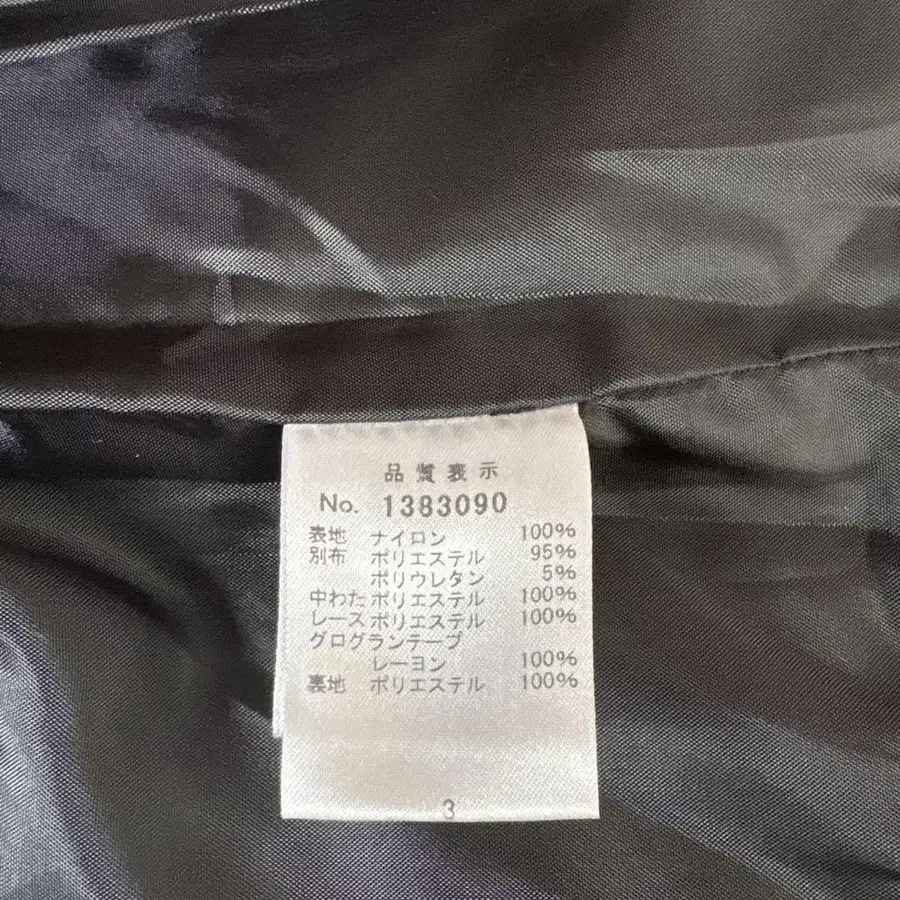 品質表示
No. 1383090
表地 ナイロン 100%
別布 ポリエステル 95%
ポリウレタン 5%
中わた ポリエステル 100%
レース ポリエステル 100%
グログランテープ
レーヨン 100%
裏地 ポリエステル 100%
3